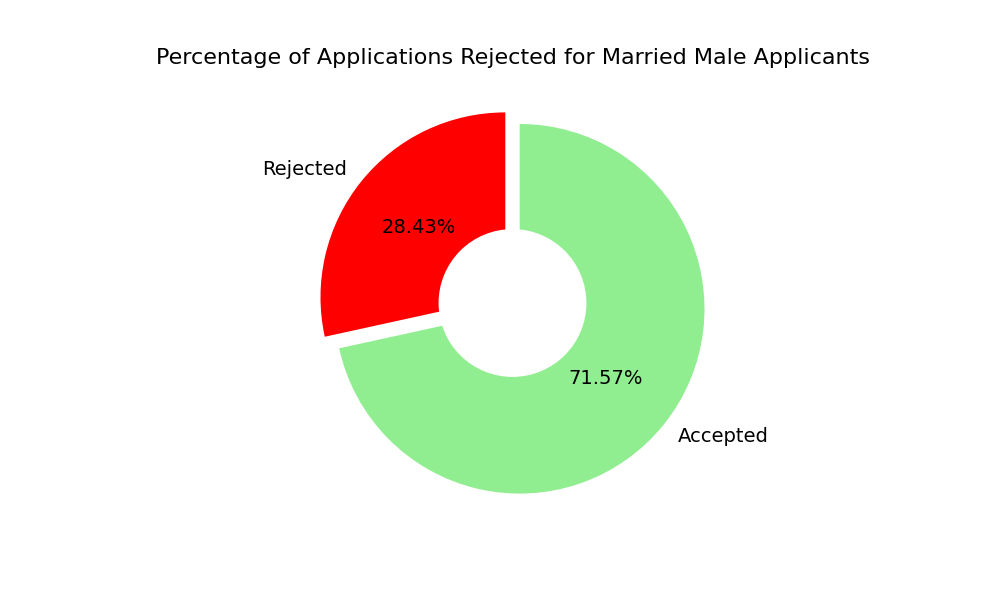 Percentage of Applications Rejected for Married Male Applicants
Rejected
28.43%
71.57%
Accepted